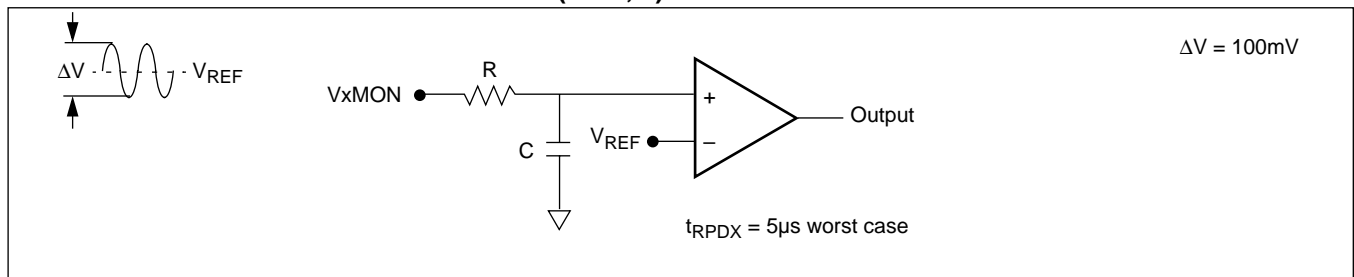 ΔV = 100mV
ΔV
V_REF
R
VxMON
+
Output
V_REF
–
C
t_RPDX = 5µs worst case